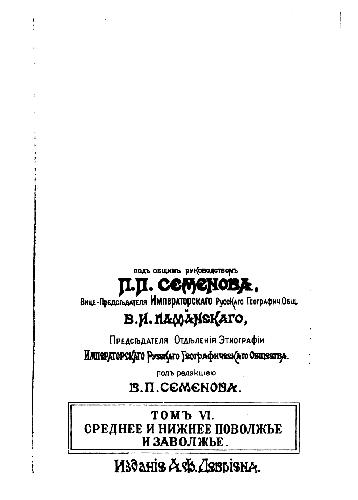 подъ общимъ руководствомъ
П.П. Семенова,
Вице-Предсѣдателя Императорскаго Русскаго Географич. Общ.
В.И. Ламанскаго,
Предсѣдателя Отдѣленія Этнографіи
Императорскаго Русскаго Географическаго Общества.
подъ редакціею
В.П. Семенова.
ТОМЪ VI.
СРЕДНЕЕ И НИЖНЕЕ ПОВОЛЖЬЕ
И ЗАВОЛЖЬЕ.
Изданіе А.Ф. Девріена.